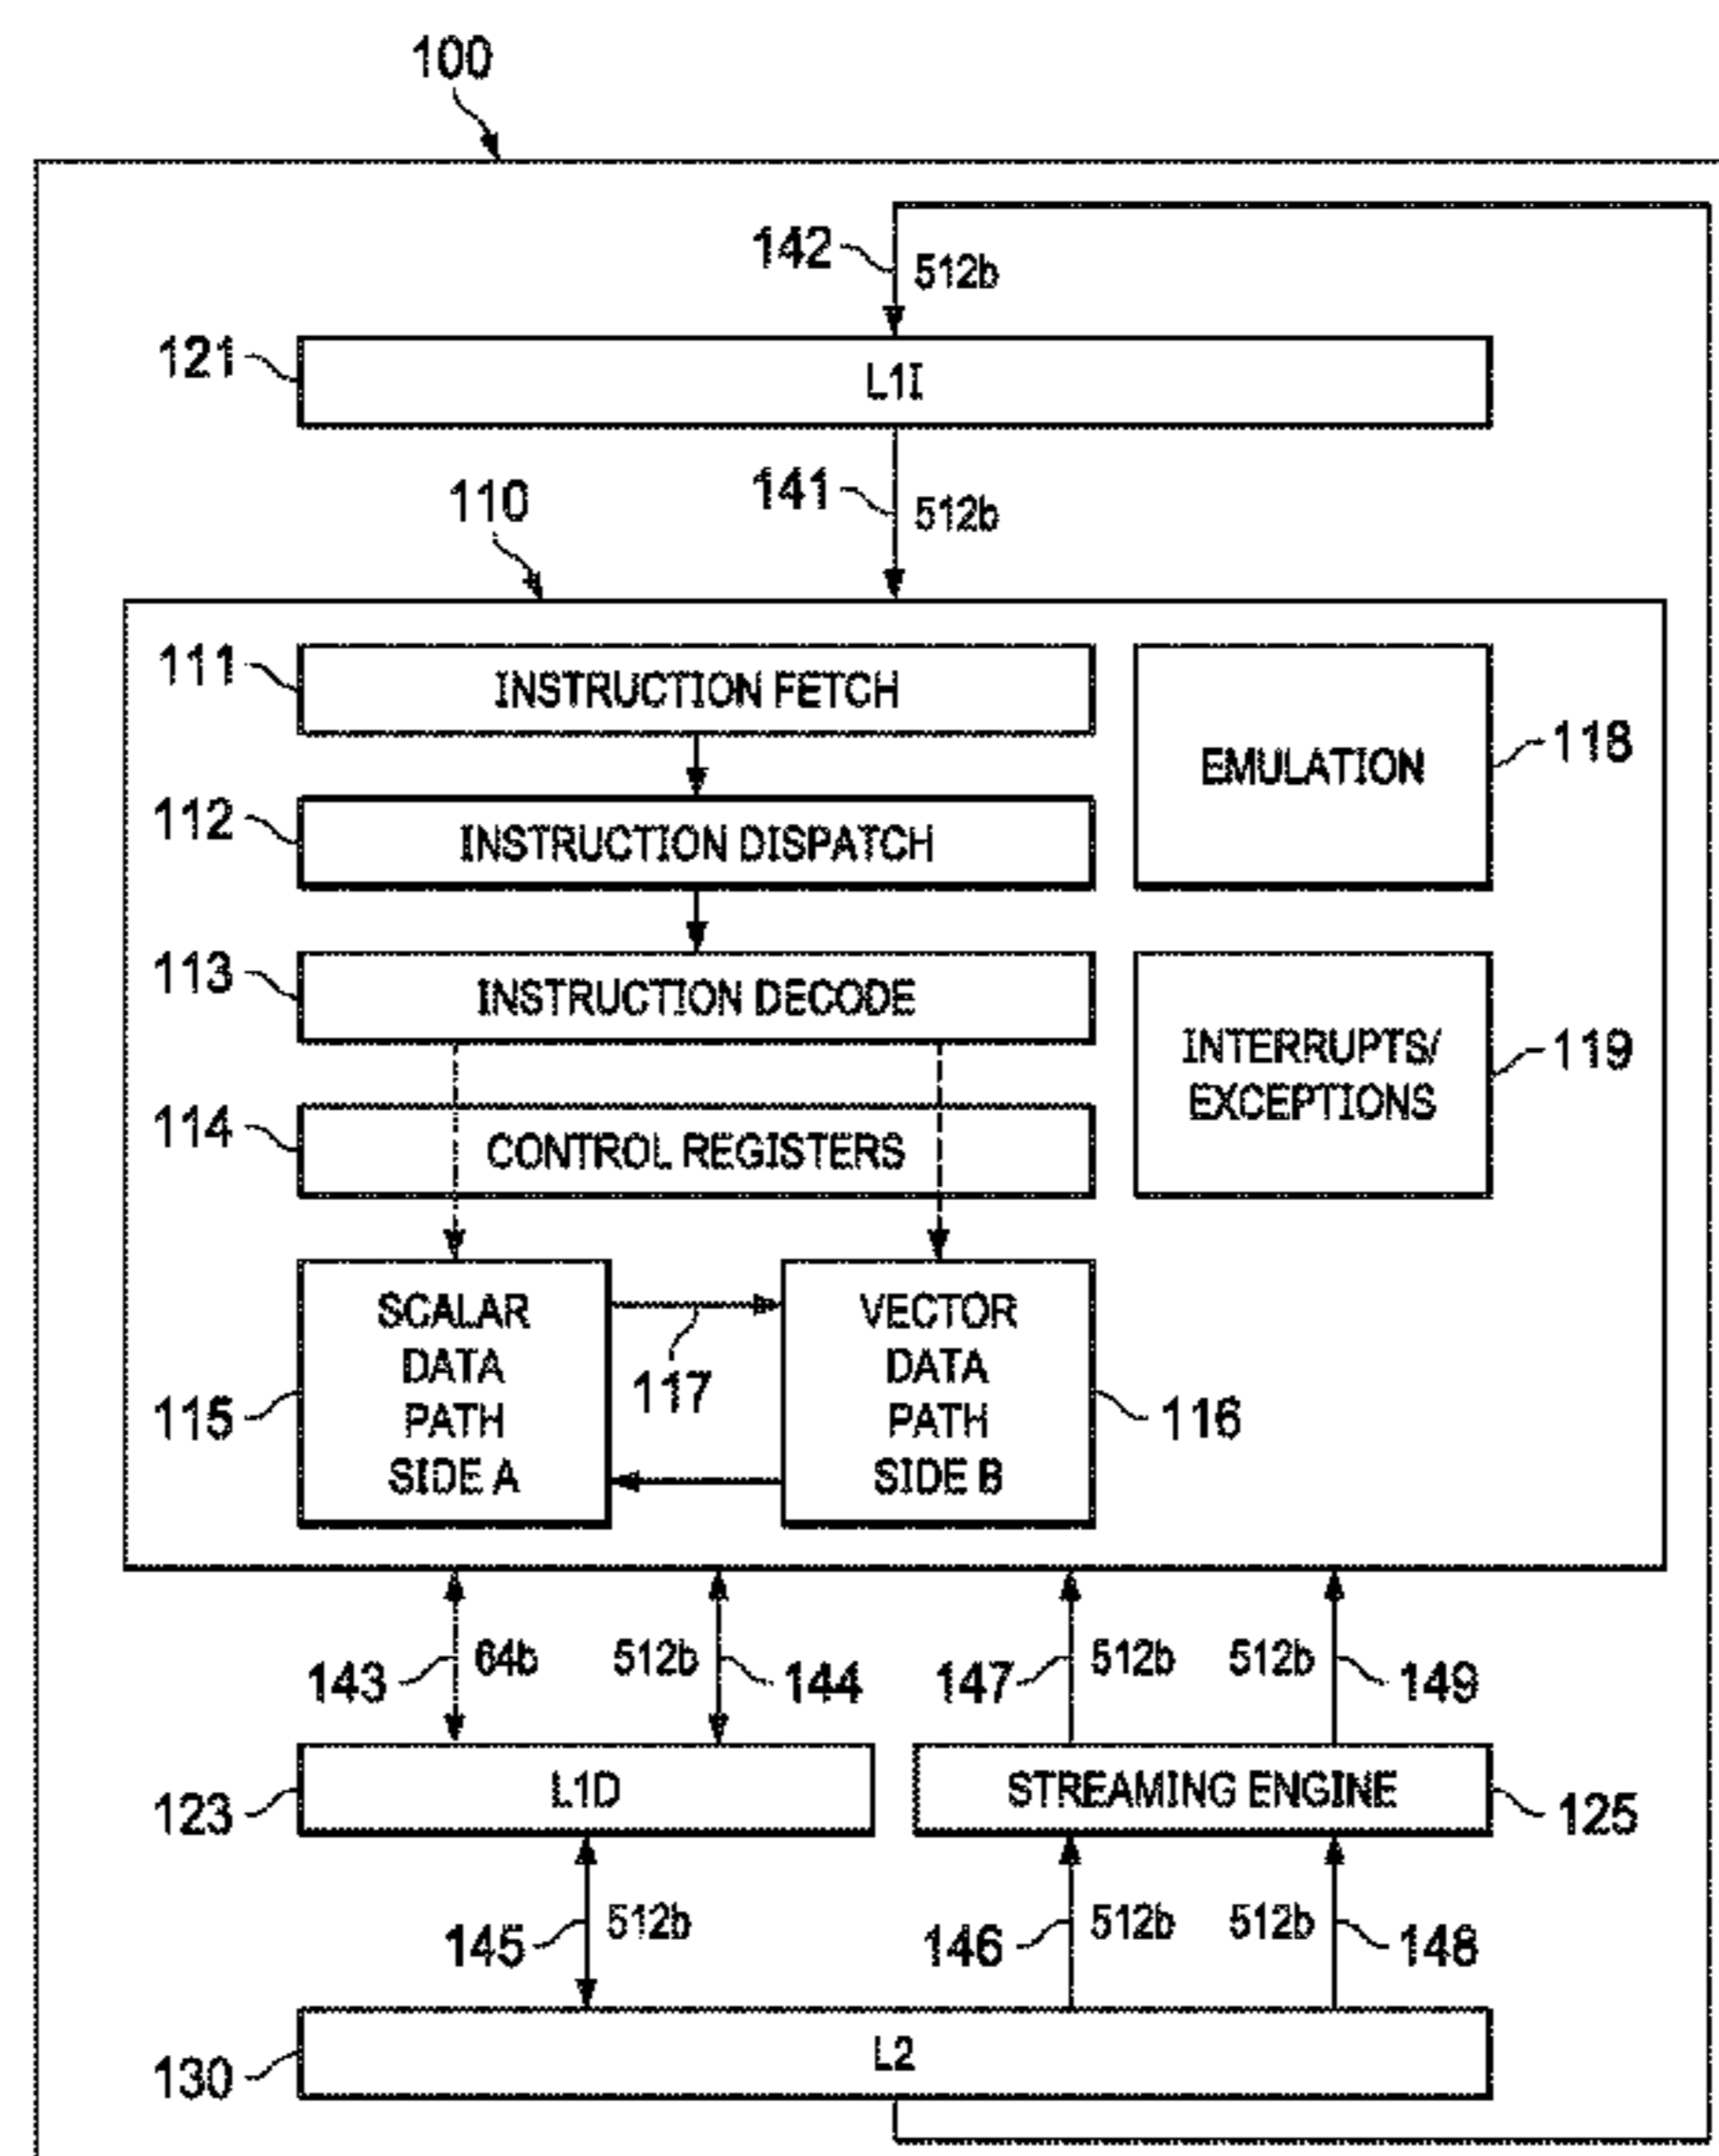 100
142
512b
121
L1I
141
512b
110
111
INSTRUCTION FETCH
118
EMULATION
112
INSTRUCTION DISPATCH
113
INSTRUCTION DECODE
119
INTERRUPTS/
EXCEPTIONS
114
CONTROL REGISTERS
SCALAR
DATA
PATH
SIDE A
115
117
VECTOR
DATA
PATH
SIDE B
116
143
64b
512b
144
147
512b
512b
149
123
L1D
STREAMING ENGINE
125
145
512b
146
512b
512b
148
130
L2